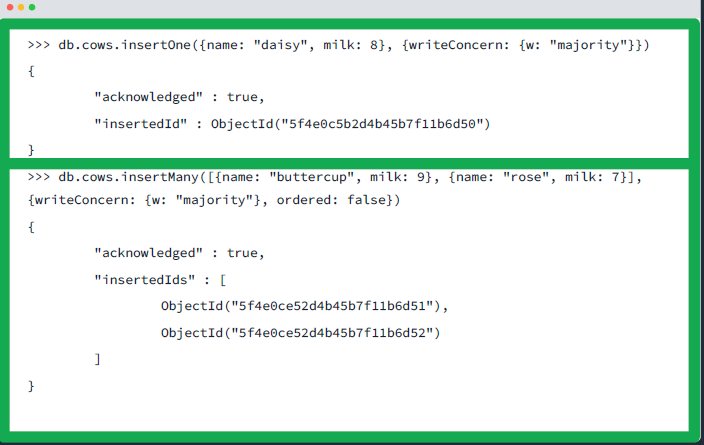 >>> db.cows.insertOne({name: "daisy", milk: 8}, {writeConcern: {w: "majority"}})
{
"acknowledged" : true,
"insertedId" : ObjectId("5f4e0c5b2d4b45b7f11b6d50")
}
>>> db.cows.insertMany([{name: "buttercup", milk: 9}, {name: "rose", milk: 7}],
{writeConcern: {w: "majority"}, ordered: false})
{
"acknowledged" : true,
"insertedIds" : [
ObjectId("5f4e0ce52d4b45b7f11b6d51"),
ObjectId("5f4e0ce52d4b45b7f11b6d52")
]
}